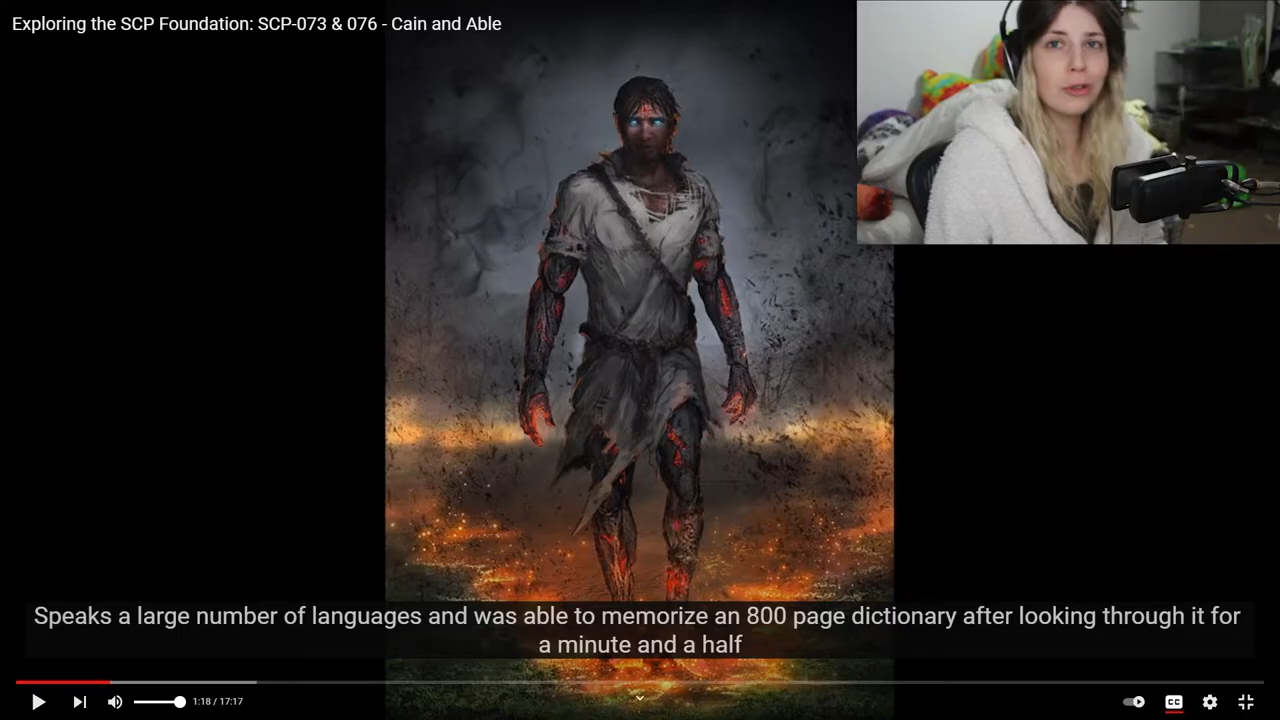 Exploring the SCP Foundation: SCP-073 & 076 - Cain and Able
Speaks a large number of languages and was able to memorize an 800 page dictionary after looking through it for
a minute and a half
1:18 / 17:17
CC